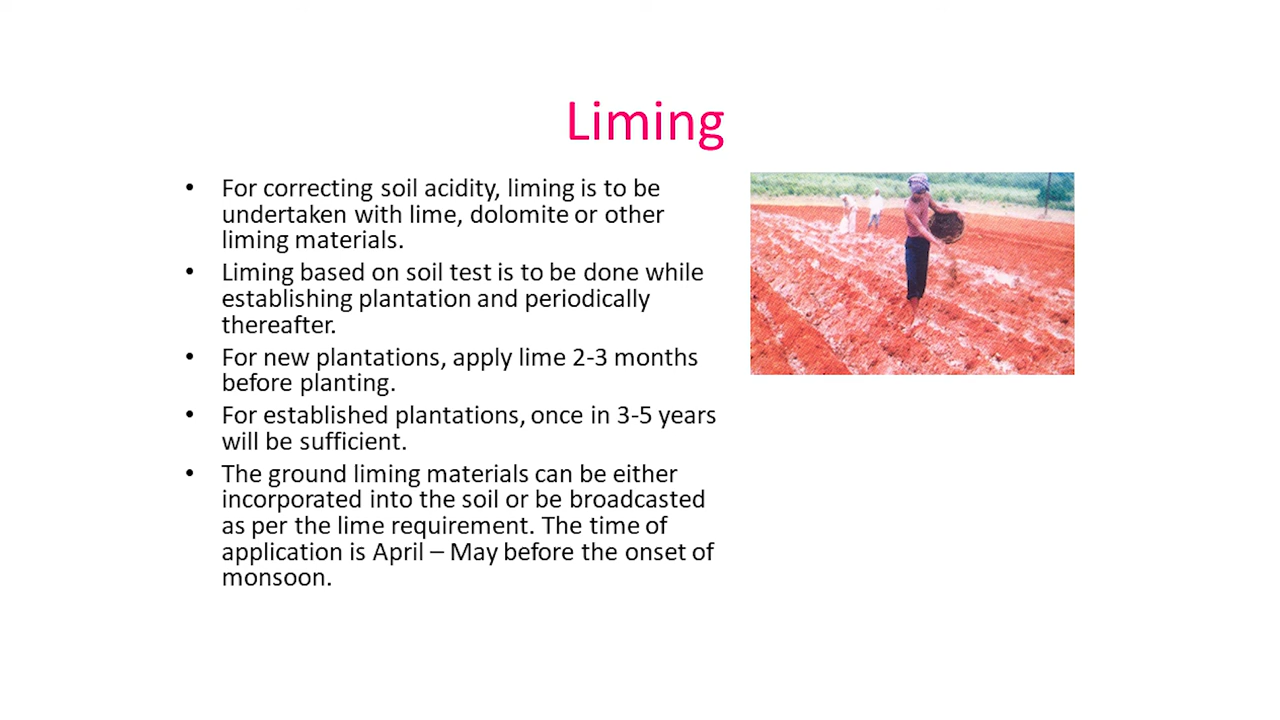 Liming
• For correcting soil acidity, liming is to be
undertaken with lime, dolomite or other
liming materials.
• Liming based on soil test is to be done while
establishing plantation and periodically
thereafter.
• For new plantations, apply lime 2-3 months
before planting.
• For established plantations, once in 3-5 years
will be sufficient.
• The ground liming materials can be either
incorporated into the soil or be broadcasted
as per the lime requirement. The time of
application is April – May before the onset of
monsoon.